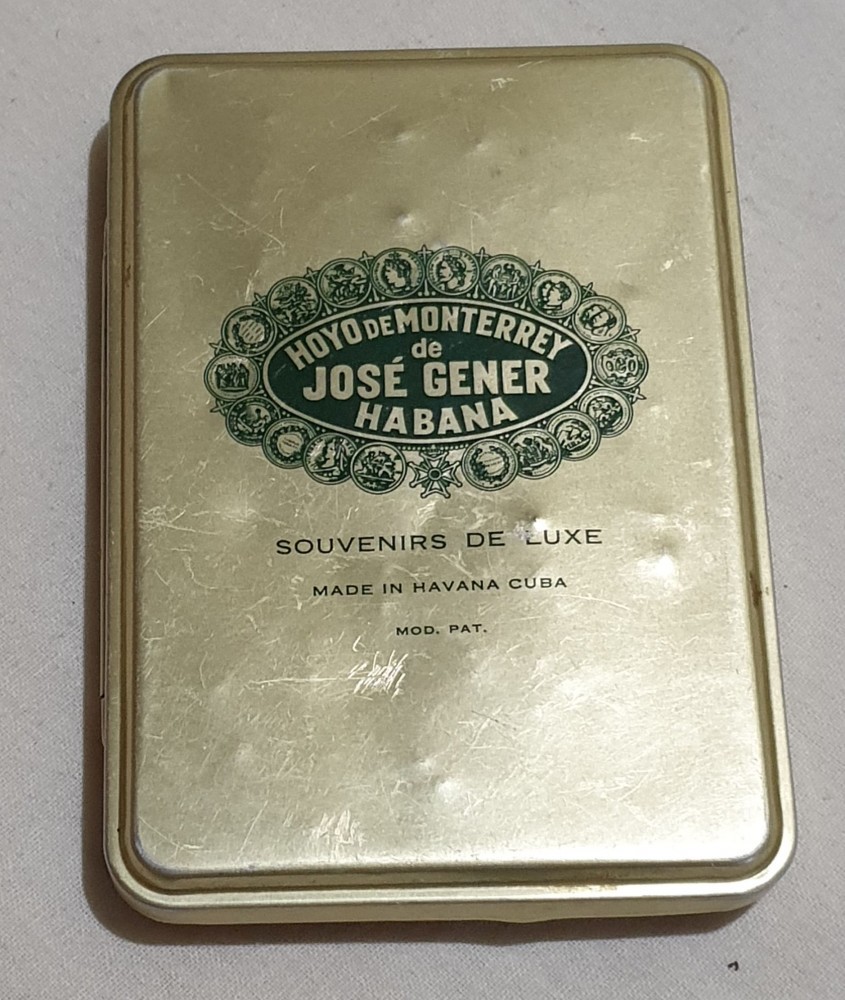 HOYO DE MONTERREY
de
JOSÉ GENER
HABANA
SOUVENIRS DE LUXE
MADE IN HAVANA CUBA
MOD. PAT.